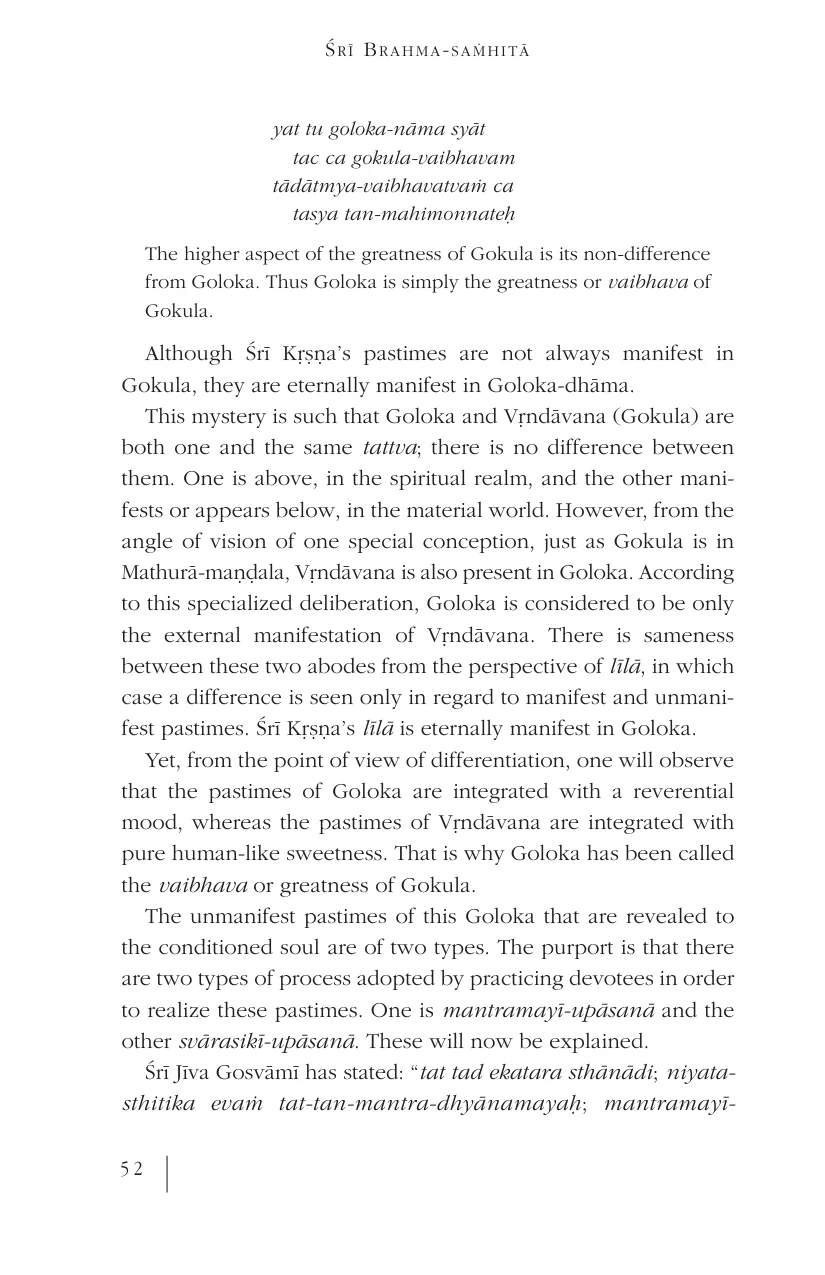 Śrī Brahma-saṁhitā
yat tu goloka-nāma syāt
tac ca gokula-vaibhavam
tādātmya-vaibhavatvaṁ ca
tasya tan-mahimonnateḥ
The higher aspect of the greatness of Gokula is its non-difference
from Goloka. Thus Goloka is simply the greatness or vaibhava of
Gokula.
Although Śrī Kṛṣṇa’s pastimes are not always manifest in
Gokula, they are eternally manifest in Goloka-dhāma.
This mystery is such that Goloka and Vṛndāvana (Gokula) are
both one and the same tattva; there is no difference between
them. One is above, in the spiritual realm, and the other mani-
fests or appears below, in the material world. However, from the
angle of vision of one special conception, just as Gokula is in
Mathurā-maṇḍala, Vṛndāvana is also present in Goloka. According
to this specialized deliberation, Goloka is considered to be only
the external manifestation of Vṛndāvana. There is sameness
between these two abodes from the perspective of līlā, in which
case a difference is seen only in regard to manifest and unmani-
fest pastimes. Śrī Kṛṣṇa’s līlā is eternally manifest in Goloka.
Yet, from the point of view of differentiation, one will observe
that the pastimes of Goloka are integrated with a reverential
mood, whereas the pastimes of Vṛndāvana are integrated with
pure human-like sweetness. That is why Goloka has been called
the vaibhava or greatness of Gokula.
The unmanifest pastimes of this Goloka that are revealed to
the conditioned soul are of two types. The purport is that there
are two types of process adopted by practicing devotees in order
to realize these pastimes. One is mantramayī-upāsanā and the
other svārasikī-upāsanā. These will now be explained.
Śrī Jīva Gosvāmī has stated: “tat tad ekatara sthānādi; niyata-
sthitika evaṁ tat-tan-mantra-dhyānamayaḥ; mantramayī-
52